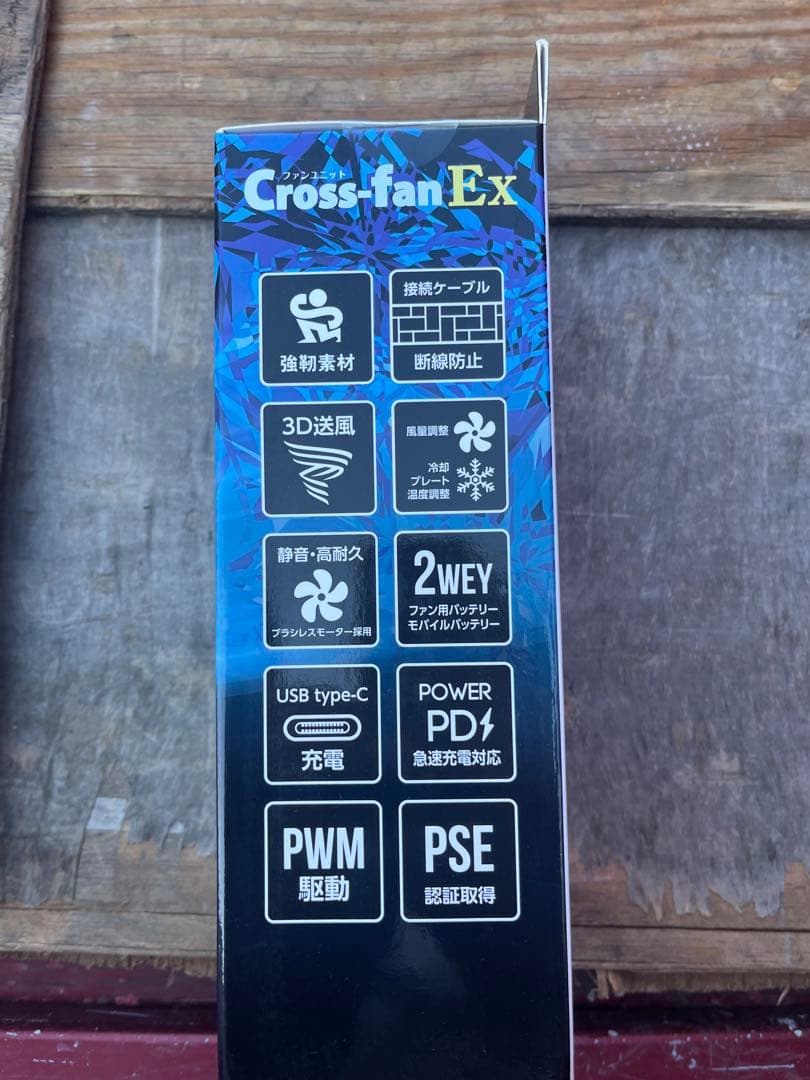 ファンユニット
Cross-fan Ex
強靭素材
接続ケーブル
断線防止
3D送風
風量調整
冷却
プレート
温度調整
静音・高耐久
ブラシレスモーター採用
2WEY
ファン用バッテリー
モバイルバッテリー
USB type-C
充電
POWER
PD
急速充電対応
PWM
駆動
PSE
認証取得